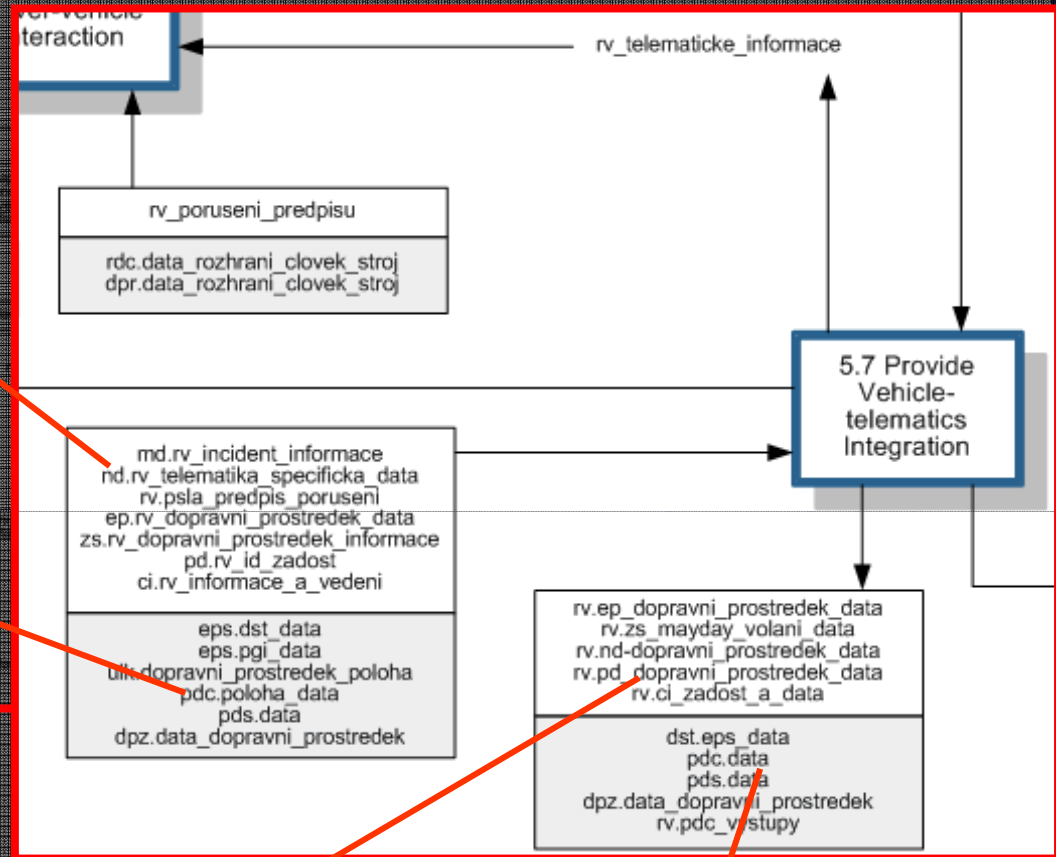 teraction
rv_telematicke_informace
rv_poruseni_predpisu
rdc.data_rozhrani_clovek_stroj
dpr.data_rozhrani_clovek_stroj
5.7 Provide
Vehicle-
telematics
Integration
md.rv_incident_informace
nd.rv_telematika_specificka_data
rv.psla_predpis_poruseni
ep.rv_dopravni_prostredek_data
zs.rv_dopravni_prostredek_informace
pd.rv_id_zadost
ci.rv_informace_a_vedeni
eps.dst_data
eps.pgi_data
ulk.dopravni_prostredek_poloha
pdc.poloha_data
pds.data
dpz.data_dopravni_prostredek
rv.ep_dopravni_prostredek_data
rv.zs_mayday_volani_data
rv.nd-dopravni_prostredek_data
rv.pd_dopravni_prostredek_data
rv.ci_zadost_a_data
dst.eps_data
pdc.data
pds.data
dpz.data_dopravni_prostredek
rv.pdc_vystupy